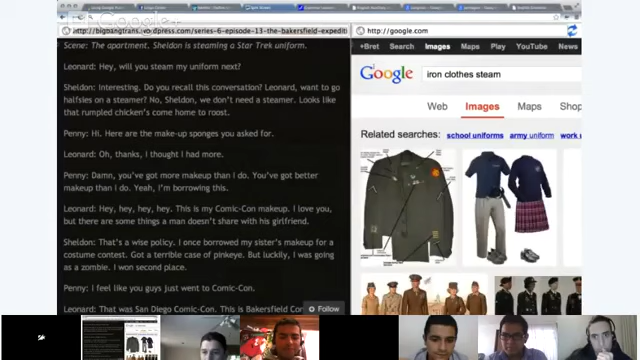 http://bigbangtrans.wordpress.com/series-6-episode-13-the-bakersfield-expediti
http://google.com
Scene: The apartment. Sheldon is steaming a Star Trek uniform.
Leonard: Hey, will you steam my uniform next?
Sheldon: Interesting. Do you recall this conversation? Leonard, want to go
halfsies on a steamer? No, Sheldon, we don't need a steamer. Looks like
that rumpled chicken's come home to roost.
Penny: Hi. Here are the make-up sponges you asked for.
Leonard: Oh, thanks, I thought I had more.
Penny: Damn, you've got more makeup than i do. You've got better
makeup than i do. Yeah, I'm borrowing this.
Leonard: Hey, hey, hey, hey. This is my Comic-Con makeup. I love you,
but there are some things a man doesn't share with his girlfriend.
Sheldon: That's a wise policy. I once borrowed my sister's makeup for a
costume contest. Got a terrible case of pinkeye. But luckily, I was going
as a zombie. I won second place.
Penny: I feel like you guys just went to Comic-Con.
Leonard: That was San Diego Comic-Con. This is Bakersfield Con
Follow
+Bret Search Images Maps Play YouTube
Google
iron clothes steam
Web Images Maps Shop
Related searches: school uniforms army uniform work